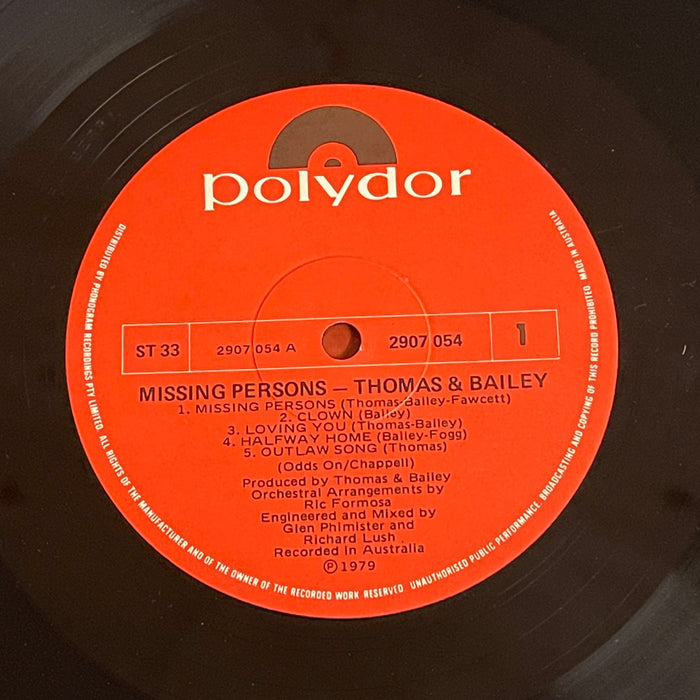 polydor
ST 33
2907 054 A
2907 054
1
MISSING PERSONS – THOMAS & BAILEY
1. MISSING PERSONS (Thomas-Bailey-Fawcett)
2. CLOWN (Bailey)
3. LOVING YOU (Thomas-Bailey)
4. HALFWAY HOME (Bailey-Fogg)
5. OUTLAW SONG (Thomas)
(Odds On/Chappell)
Produced by Thomas & Bailey
Orchestral Arrangements by
Ric Formosa
Engineered and Mixed by
Glen Phimister and
Richard Lush
Recorded in Australia
℗ 1979
DISTRIBUTED BY PHONOGRAM RECORDINGS PTY LIMITED. ALL RIGHTS OF THE MANUFACTURER AND OF THE OWNER OF THE RECORDED WORK RESERVED. UNAUTHORISED PUBLIC PERFORMANCE, BROADCASTING AND COPYING OF THIS RECORD PROHIBITED. MADE IN AUSTRALIA